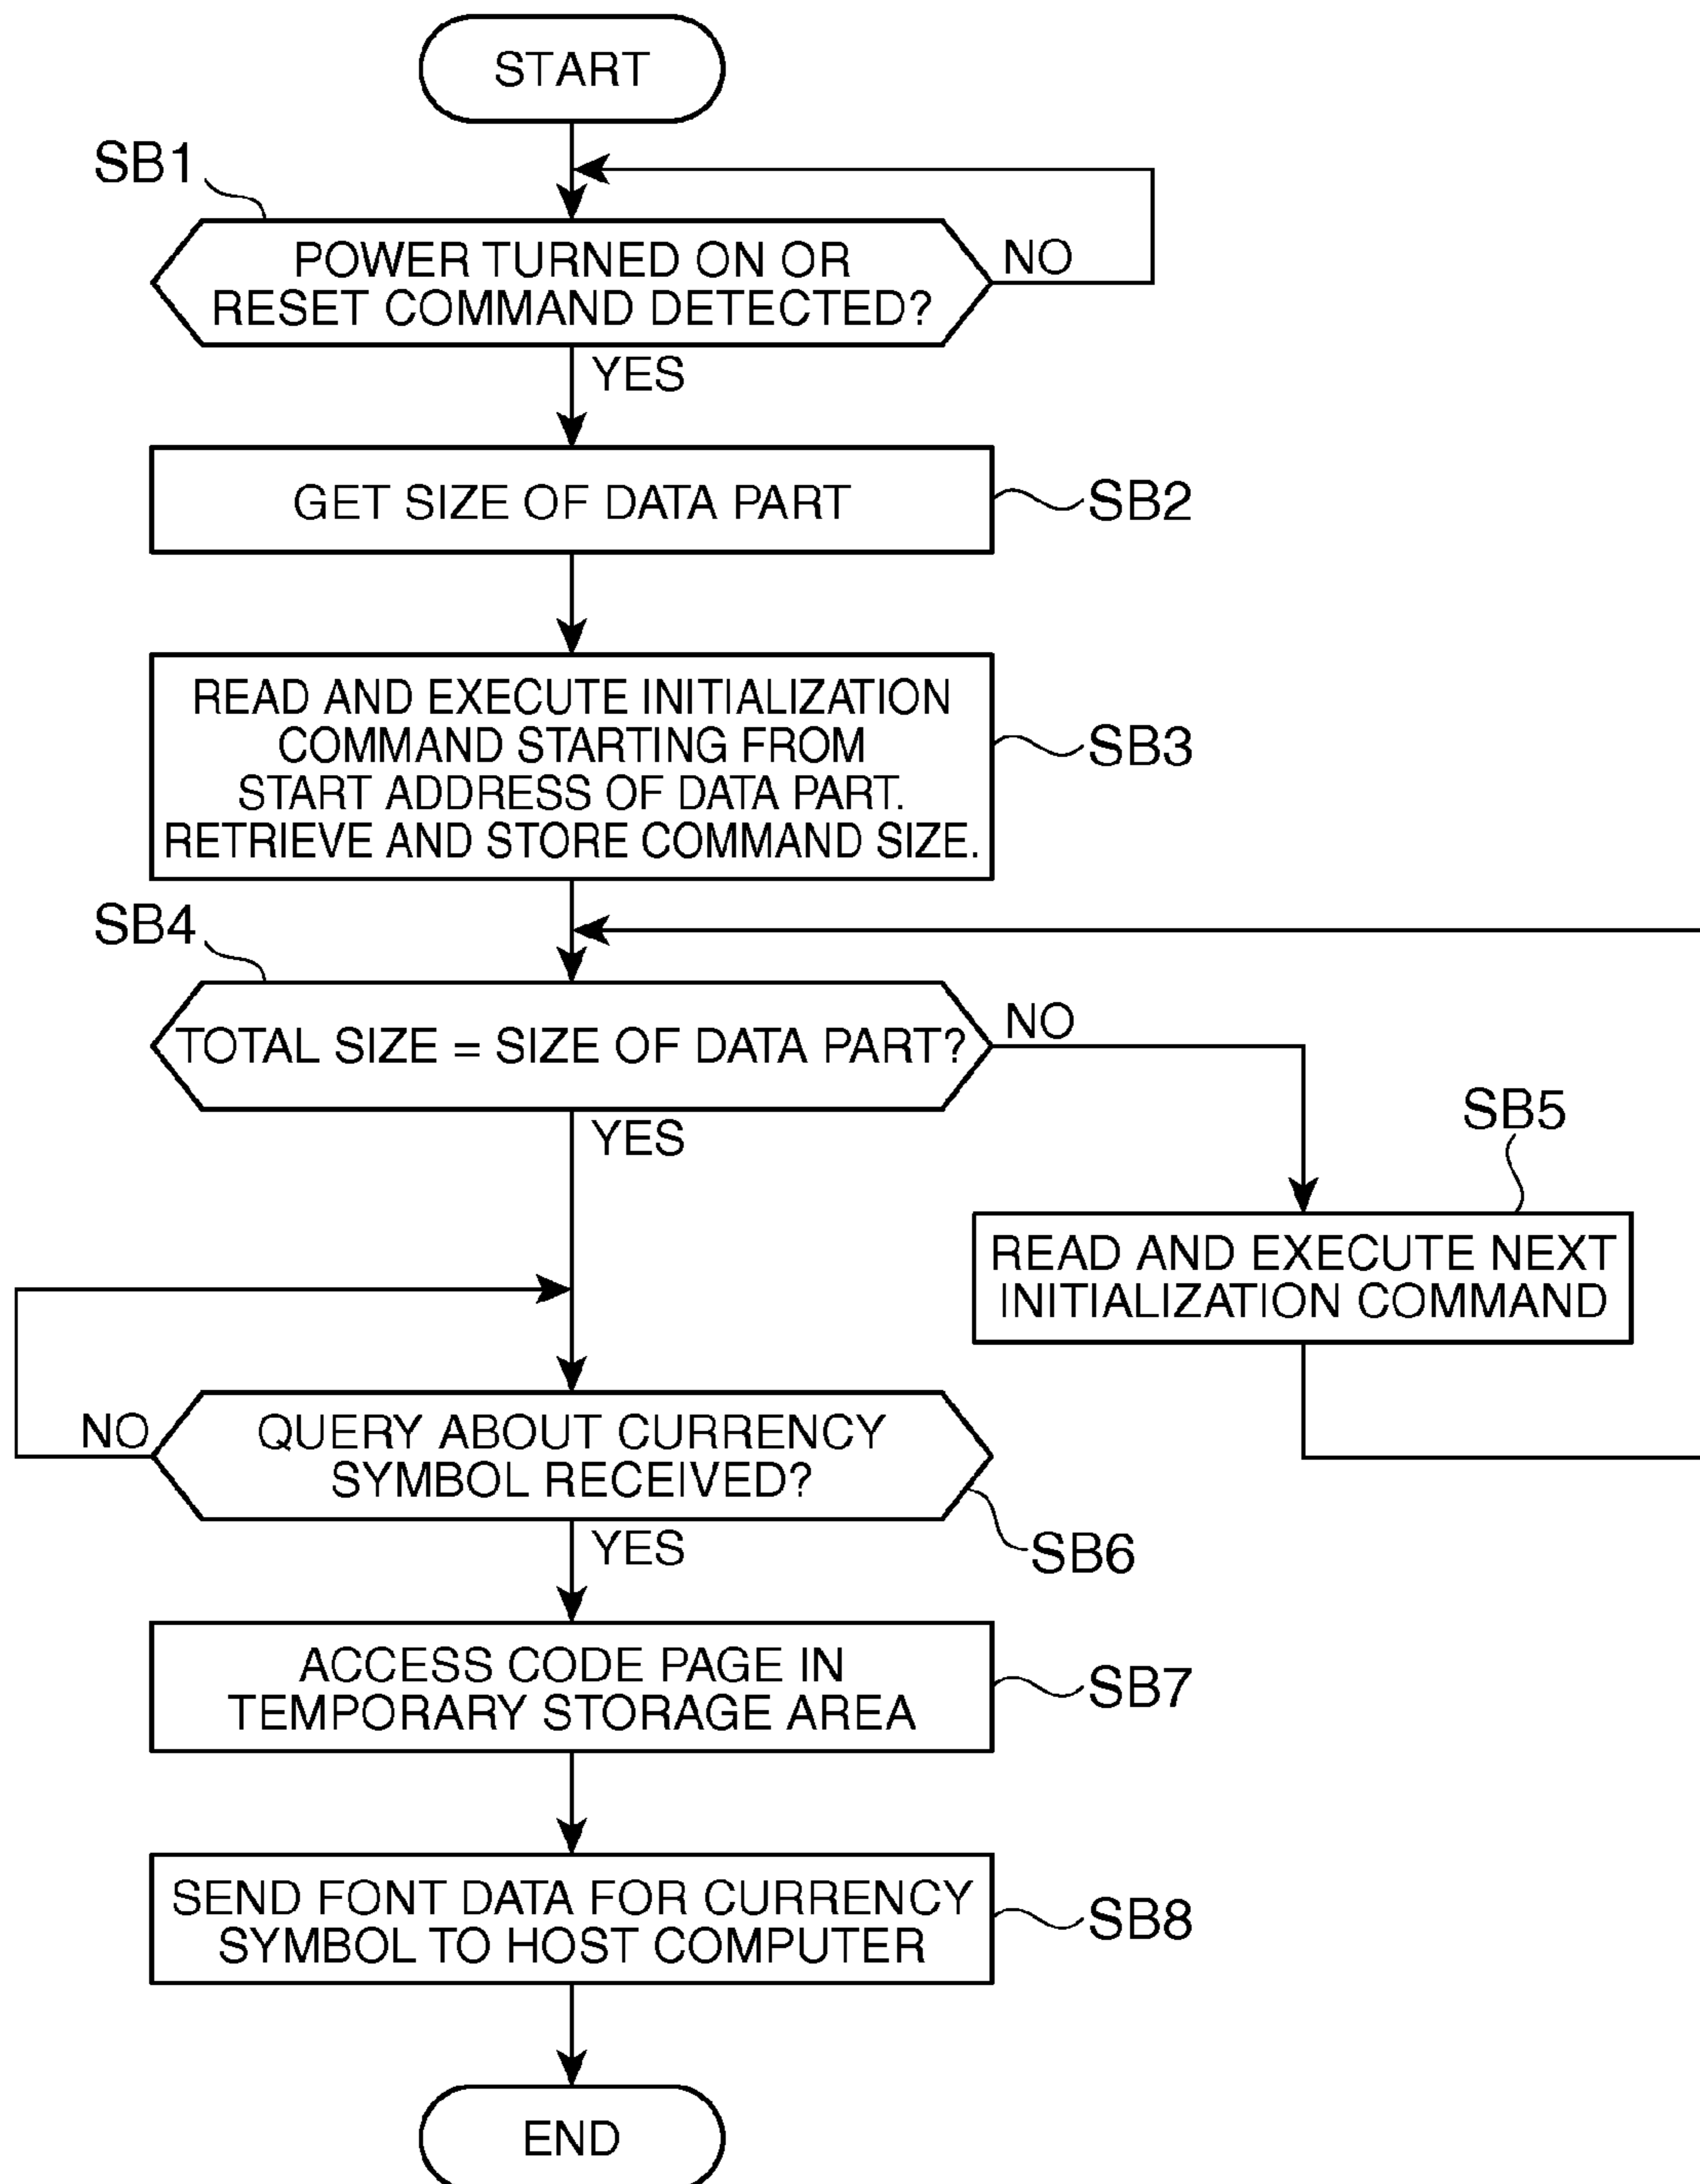 START
SB1
POWER TURNED ON OR
RESET COMMAND DETECTED?
NO
YES
GET SIZE OF DATA PART
SB2
READ AND EXECUTE INITIALIZATION
COMMAND STARTING FROM
START ADDRESS OF DATA PART.
RETRIEVE AND STORE COMMAND SIZE.
SB3
SB4
TOTAL SIZE = SIZE OF DATA PART?
NO
YES
SB5
READ AND EXECUTE NEXT
INITIALIZATION COMMAND
NO
QUERY ABOUT CURRENCY
SYMBOL RECEIVED?
YES
SB6
ACCESS CODE PAGE IN
TEMPORARY STORAGE AREA
SB7
SEND FONT DATA FOR CURRENCY
SYMBOL TO HOST COMPUTER
SB8
END